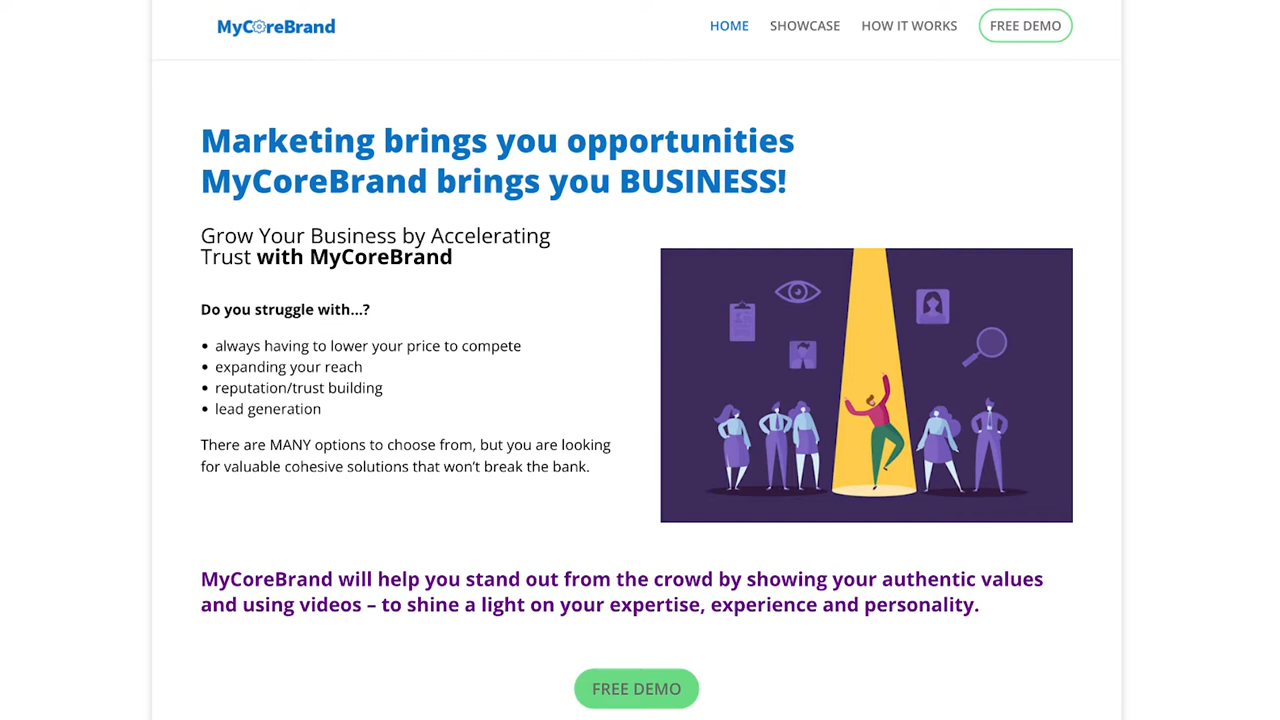 MyCoreBrand
HOME
SHOWCASE
HOW IT WORKS
FREE DEMO
Marketing brings you opportunities
MyCoreBrand brings you BUSINESS!
Grow Your Business by Accelerating
Trust with MyCoreBrand
Do you struggle with...?
• always having to lower your price to compete
• expanding your reach
• reputation/trust building
• lead generation
There are MANY options to choose from, but you are looking
for valuable cohesive solutions that won’t break the bank.
MyCoreBrand will help you stand out from the crowd by showing your authentic values
and using videos – to shine a light on your expertise, experience and personality.
FREE DEMO